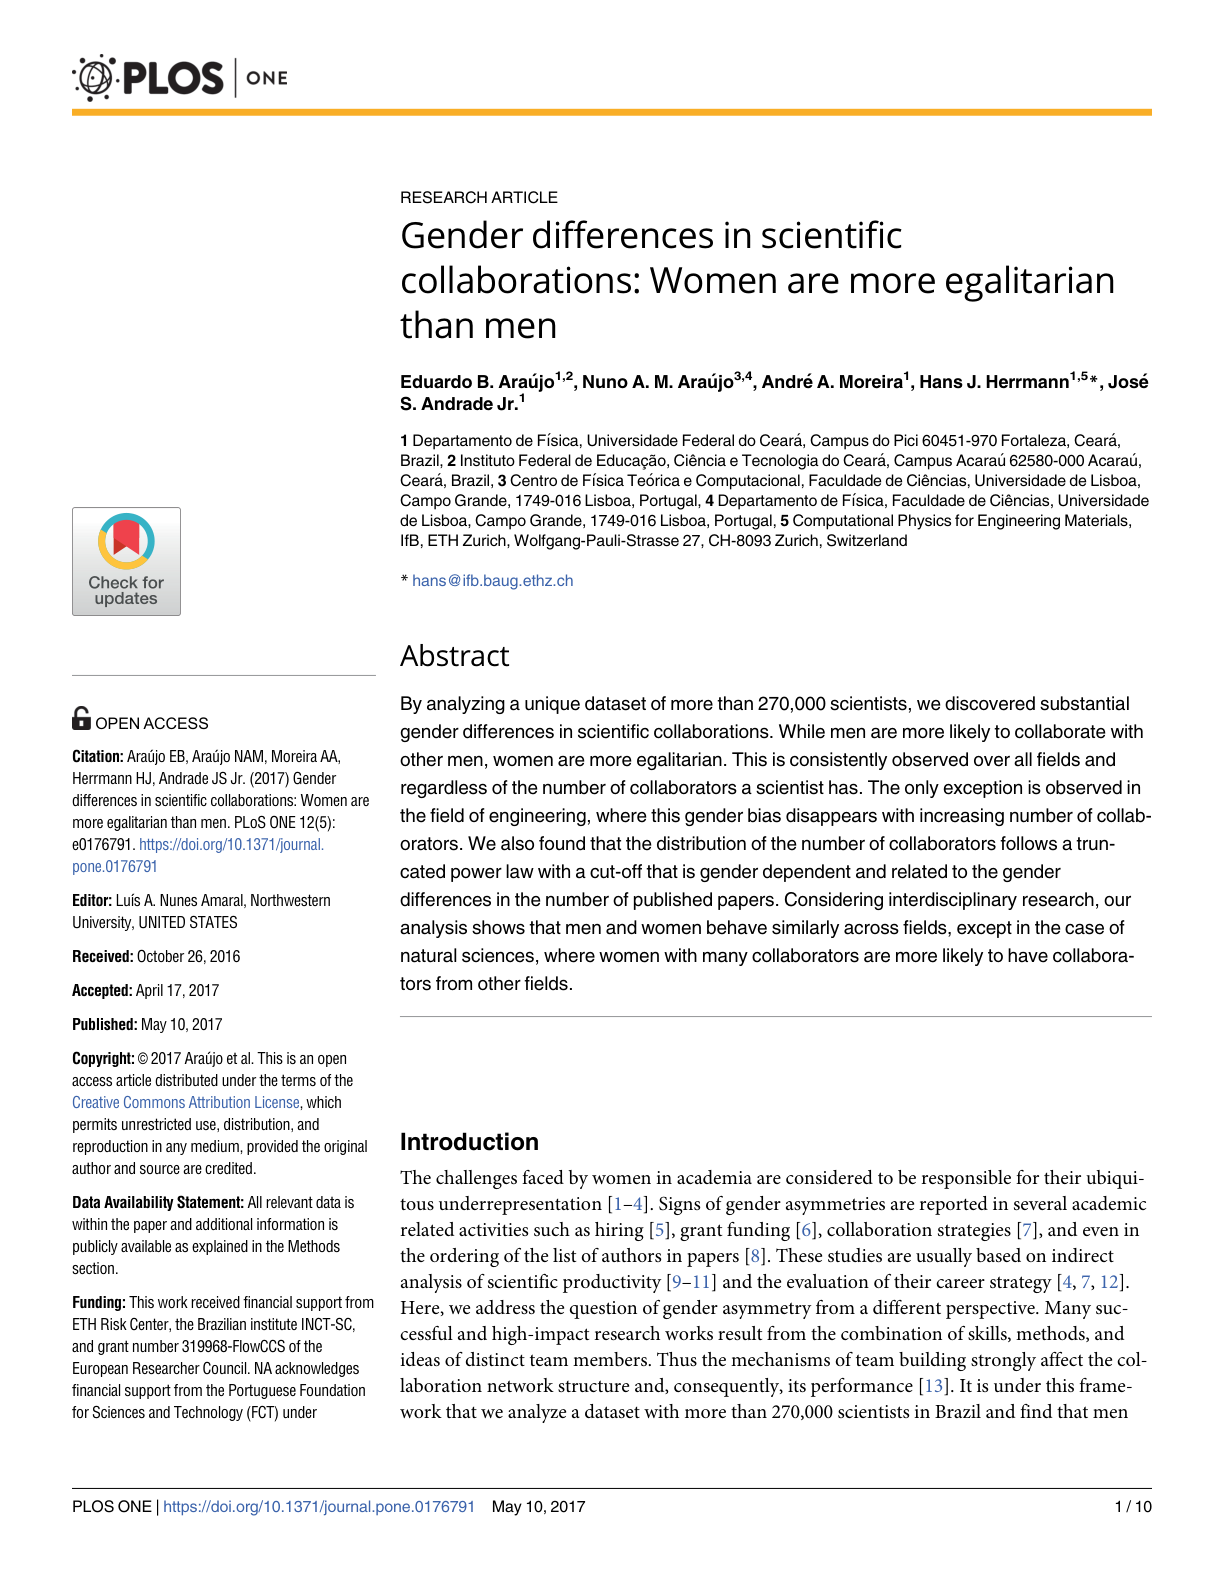 PLOS ONE
RESEARCH ARTICLE
Gender differences in scientific
collaborations: Women are more egalitarian
than men
Eduardo B. Araújo1,2, Nuno A. M. Araújo3,4, André A. Moreira1, Hans J. Herrmann1,5*, José
S. Andrade Jr.1
1 Departamento de Física, Universidade Federal do Ceará, Campus do Pici 60451-970 Fortaleza, Ceará,
Brazil, 2 Instituto Federal de Educação, Ciência e Tecnologia do Ceará, Campus Acaraú 62580-000 Acaraú,
Ceará, Brazil, 3 Centro de Física Teórica e Computacional, Faculdade de Ciências, Universidade de Lisboa,
Campo Grande, 1749-016 Lisboa, Portugal, 4 Departamento de Física, Faculdade de Ciências, Universidade
de Lisboa, Campo Grande, 1749-016 Lisboa, Portugal, 5 Computational Physics for Engineering Materials,
IfB, ETH Zurich, Wolfgang-Pauli-Strasse 27, CH-8093 Zurich, Switzerland
* hans@ifb.baug.ethz.ch
Abstract
By analyzing a unique dataset of more than 270,000 scientists, we discovered substantial
gender differences in scientific collaborations. While men are more likely to collaborate with
other men, women are more egalitarian. This is consistently observed over all fields and
regardless of the number of collaborators a scientist has. The only exception is observed in
the field of engineering, where this gender bias disappears with increasing number of collab-
orators. We also found that the distribution of the number of collaborators follows a trun-
cated power law with a cut-off that is gender dependent and related to the gender
differences in the number of published papers. Considering interdisciplinary research, our
analysis shows that men and women behave similarly across fields, except in the case of
natural sciences, where women with many collaborators are more likely to have collabora-
tors from other fields.
Check for
updates
OPEN ACCESS
Citation: Araújo EB, Araújo NAM, Moreira AA,
Herrmann HJ, Andrade JS Jr. (2017) Gender
differences in scientific collaborations: Women are
more egalitarian than men. PLoS ONE 12(5):
e0176791. https://doi.org/10.1371/journal.
pone.0176791
Editor: Luís A. Nunes Amaral, Northwestern
University, UNITED STATES
Received: October 26, 2016
Accepted: April 17, 2017
Published: May 10, 2017
Copyright: © 2017 Araújo et al. This is an open
access article distributed under the terms of the
Creative Commons Attribution License, which
permits unrestricted use, distribution, and
reproduction in any medium, provided the original
author and source are credited.
Data Availability Statement: All relevant data is
within the paper and additional information is
publicly available as explained in the Methods
section.
Funding: This work received financial support from
ETH Risk Center, the Brazilian institute INCT-SC,
and grant number 319968-FlowCCS of the
European Researcher Council. NA acknowledges
financial support from the Portuguese Foundation
for Sciences and Technology (FCT) under
Introduction
The challenges faced by women in academia are considered to be responsible for their ubiqui-
tous underrepresentation [1–4]. Signs of gender asymmetries are reported in several academic
related activities such as hiring [5], grant funding [6], collaboration strategies [7], and even in
the ordering of the list of authors in papers [8]. These studies are usually based on indirect
analysis of scientific productivity [9–11] and the evaluation of their career strategy [4, 7, 12].
Here, we address the question of gender asymmetry from a different perspective. Many suc-
cessful and high-impact research works result from the combination of skills, methods, and
ideas of distinct team members. Thus the mechanisms of team building strongly affect the col-
laboration network structure and, consequently, its performance [13]. It is under this frame-
work that we analyze a dataset with more than 270,000 scientists in Brazil and find that men
PLOS ONE | https://doi.org/10.1371/journal.pone.0176791 May 10, 2017
1 / 10